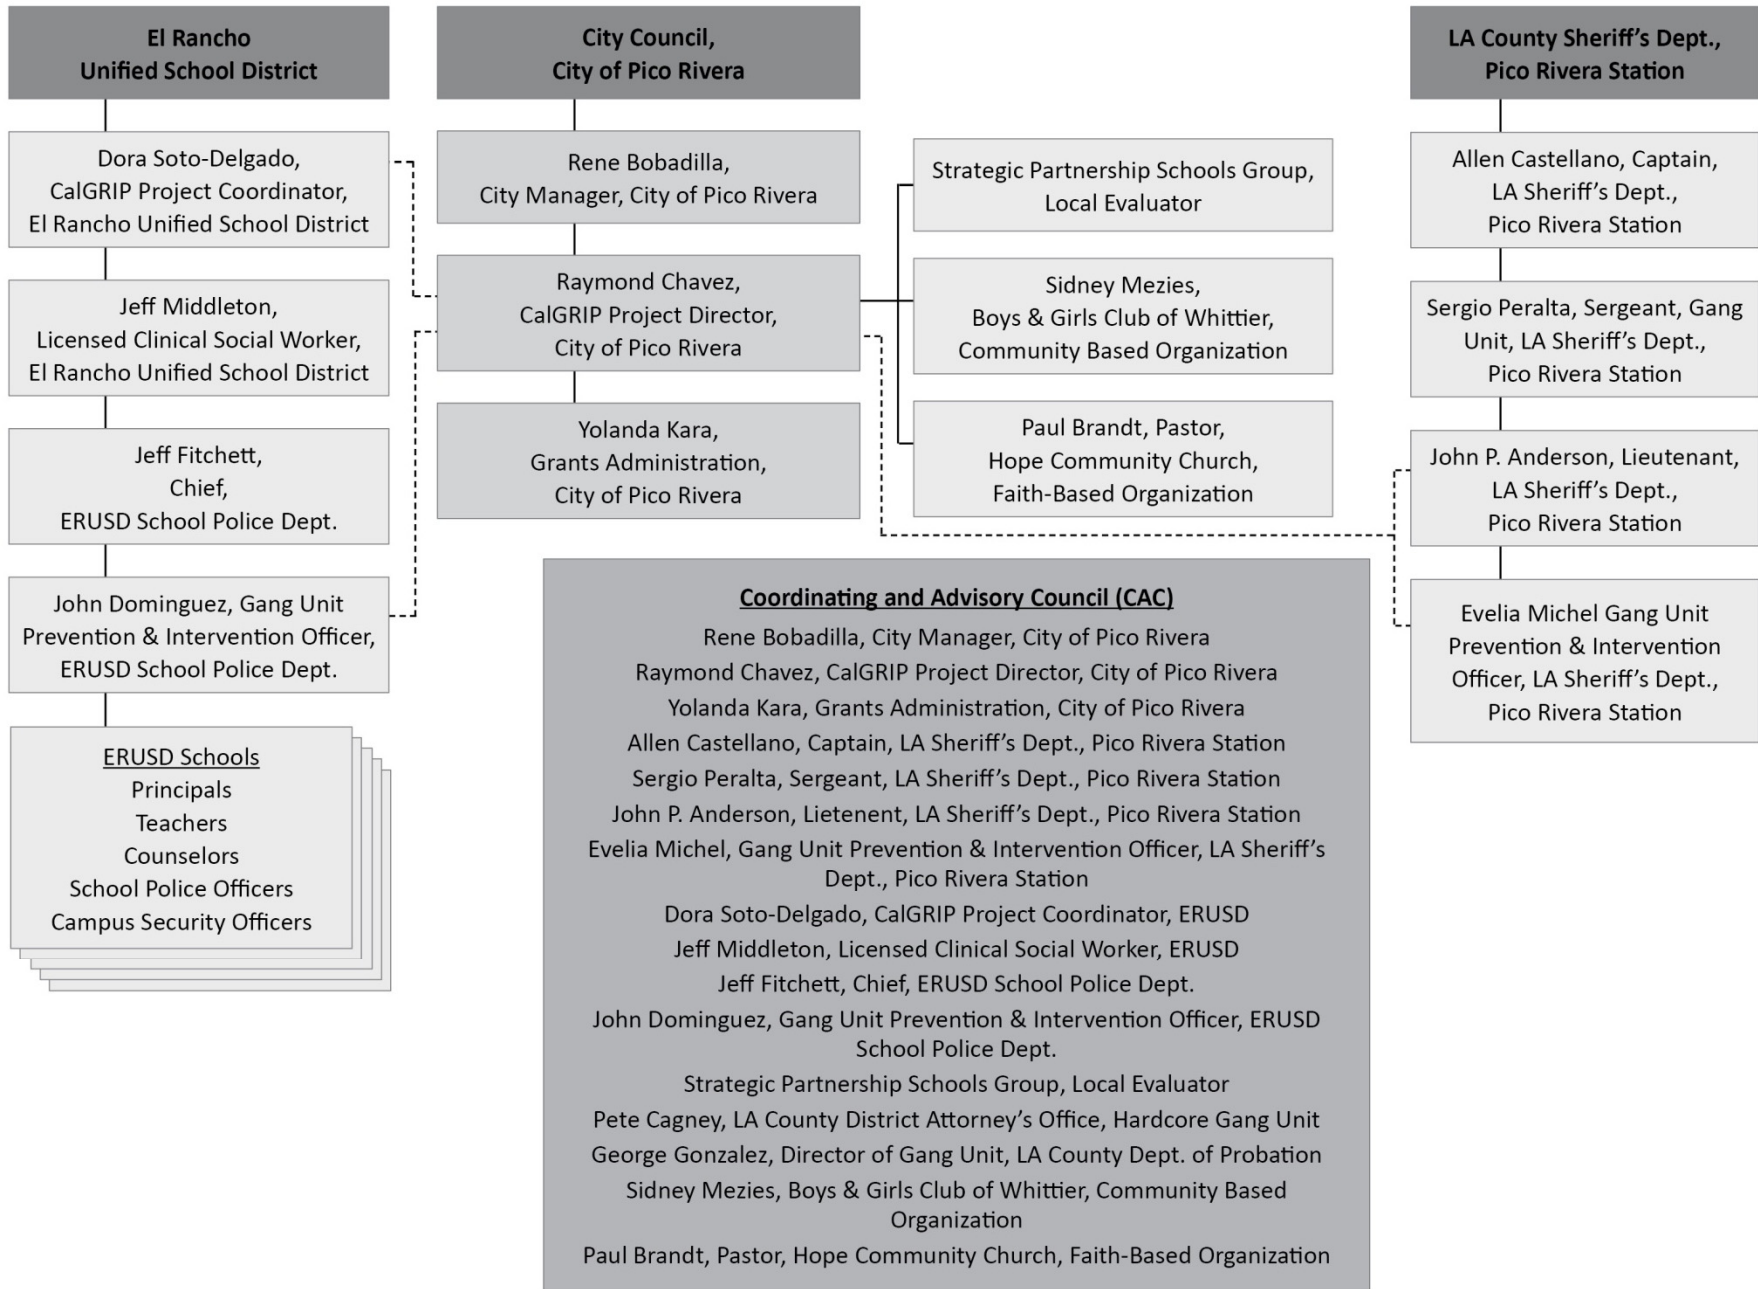 El Rancho
Unified School District
Dora Soto-Delgado,
CalGRIP Project Coordinator,
El Rancho Unified School District
Jeff Middleton,
Licensed Clinical Social Worker,
El Rancho Unified School District
Jeff Fitchett,
Chief,
ERUSD School Police Dept.
John Dominguez, Gang Unit
Prevention & Intervention Officer,
ERUSD School Police Dept.
ERUSD Schools
Principals
Teachers
Counselors
School Police Officers
Campus Security Officers
City Council,
City of Pico Rivera
Rene Bobadilla,
City Manager, City of Pico Rivera
Raymond Chavez,
CalGRIP Project Director,
City of Pico Rivera
Yolanda Kara,
Grants Administration,
City of Pico Rivera
Strategic Partnership Schools Group,
Local Evaluator
Sidney Mezies,
Boys & Girls Club of Whittier,
Community Based Organization
Paul Brandt, Pastor,
Hope Community Church,
Faith-Based Organization
LA County Sheriff's Dept.,
Pico Rivera Station
Allen Castellano, Captain,
LA Sheriff's Dept.,
Pico Rivera Station
Sergio Peralta, Sergeant, Gang
Unit, LA Sheriff's Dept.,
Pico Rivera Station
John P. Anderson, Lieutenant,
LA Sheriff's Dept.,
Pico Rivera Station
Evelia Michel Gang Unit
Prevention & Intervention
Officer, LA Sheriff's Dept.,
Pico Rivera Station
Coordinating and Advisory Council (CAC)
Rene Bobadilla, City Manager, City of Pico Rivera
Raymond Chavez, CalGRIP Project Director, City of Pico Rivera
Yolanda Kara, Grants Administration, City of Pico Rivera
Allen Castellano, Captain, LA Sheriff's Dept., Pico Rivera Station
Sergio Peralta, Sergeant, LA Sheriff's Dept., Pico Rivera Station
John P. Anderson, Lietenent, LA Sheriff's Dept., Pico Rivera Station
Evelia Michel, Gang Unit Prevention & Intervention Officer, LA Sheriff's
Dept., Pico Rivera Station
Dora Soto-Delgado, CalGRIP Project Coordinator, ERUSD
Jeff Middleton, Licensed Clinical Social Worker, ERUSD
Jeff Fitchett, Chief, ERUSD School Police Dept.
John Dominguez, Gang Unit Prevention & Intervention Officer, ERUSD
School Police Dept.
Strategic Partnership Schools Group, Local Evaluator
Pete Cagney, LA County District Attorney's Office, Hardcore Gang Unit
George Gonzalez, Director of Gang Unit, LA County Dept. of Probation
Sidney Mezies, Boys & Girls Club of Whittier, Community Based
Organization
Paul Brandt, Pastor, Hope Community Church, Faith-Based Organization